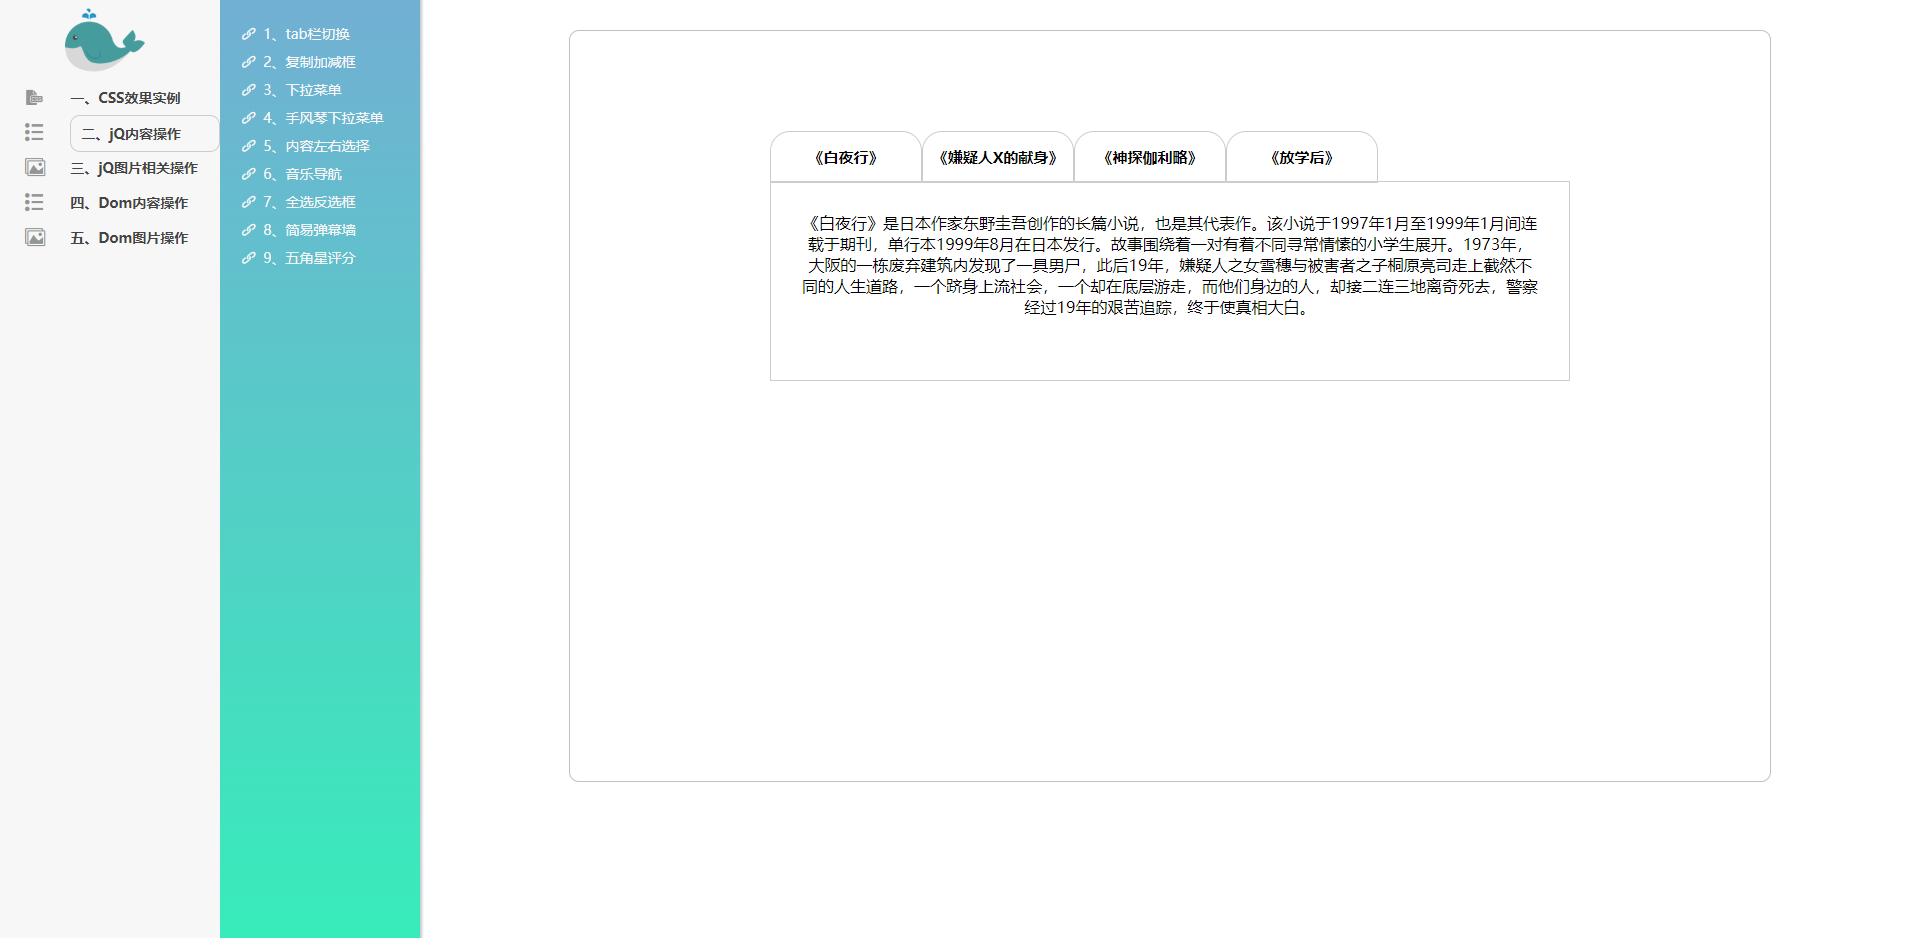 一、CSS效果实例
二、jQ内容操作
三、jQ图片相关操作
四、Dom内容操作
五、Dom图片操作
1、tab栏切换
2、复制加减框
3、下拉菜单
4、手风琴下拉菜单
5、内容左右选择
6、音乐导航
7、全选反选框
8、简易弹幕墙
9、五角星评分
《白夜行》 《嫌疑人X的献身》 《神探伽利略》 《放学后》
《白夜行》是日本作家东野圭吾创作的长篇小说，也是其代表作。该小说于1997年1月至1999年1月间连
载于期刊，单行本1999年8月在日本发行。故事围绕着一对有着不同寻常情愫的小学生展开。1973年，
大阪的一栋废弃建筑内发现了一具男尸，此后19年，嫌疑人之女雪穗与被害者之子桐原亮司走上截然不
同的人生道路，一个跻身上流社会，一个却在底层游走，而他们身边的人，却接二连三地离奇死去，警察
经过19年的艰苦追踪，终于使真相大白。